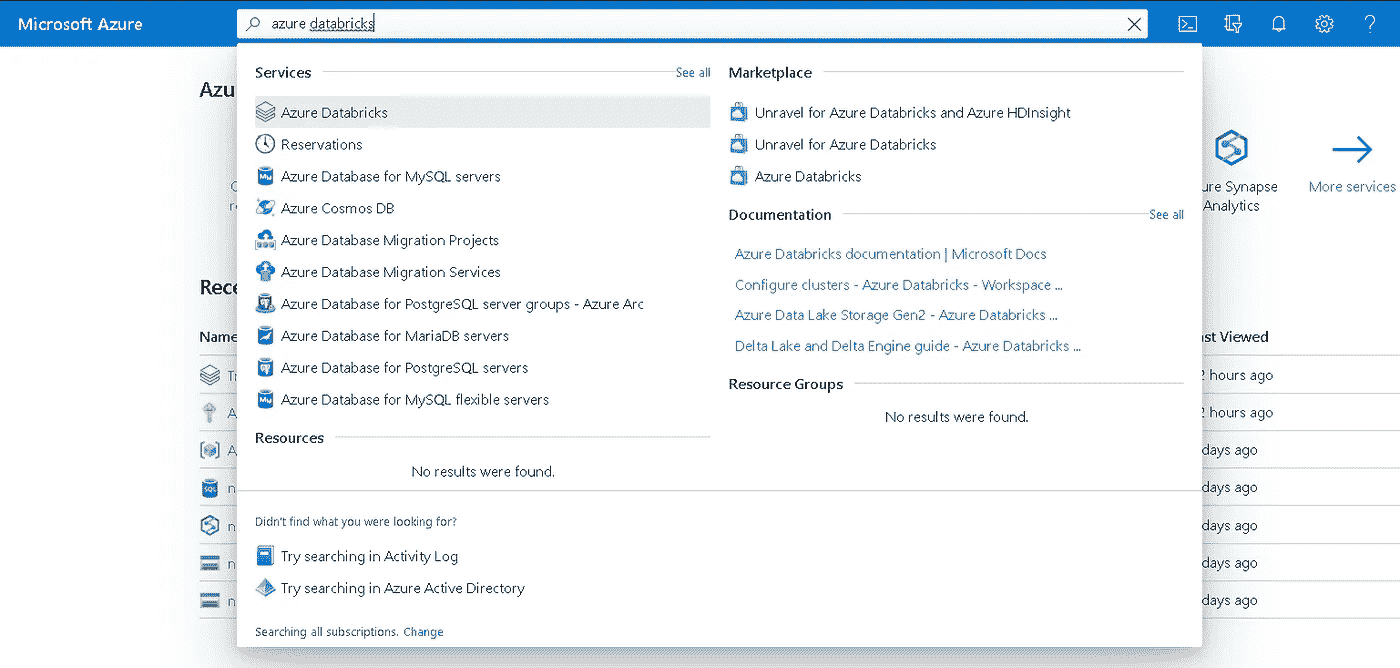 Microsoft Azure
azure databricks
Azu
Services
See all
Azure Databricks
Reservations
Azure Database for MySQL servers
Azure Cosmos DB
Azure Database Migration Projects
Azure Database Migration Services
Azure Database for PostgreSQL server groups - Azure Arc
Azure Database for MariaDB servers
Azure Database for PostgreSQL servers
Azure Database for MySQL flexible servers
Resources
No results were found.
Marketplace
Unravel for Azure Databricks and Azure HDInsight
Unravel for Azure Databricks
Azure Databricks
Documentation
See all
Azure Databricks documentation | Microsoft Docs
Configure clusters - Azure Databricks - Workspace ...
Azure Data Lake Storage Gen2 - Azure Databricks ...
Delta Lake and Delta Engine guide - Azure Databricks ...
Resource Groups
No results were found.
Didn't find what you were looking for?
Try searching in Activity Log
Try searching in Azure Active Directory
Searching all subscriptions. Change
ure Synapse
Analytics
More services
Rece
Name
st Viewed
hours ago
hours ago
days ago
days ago
days ago
days ago
days ago